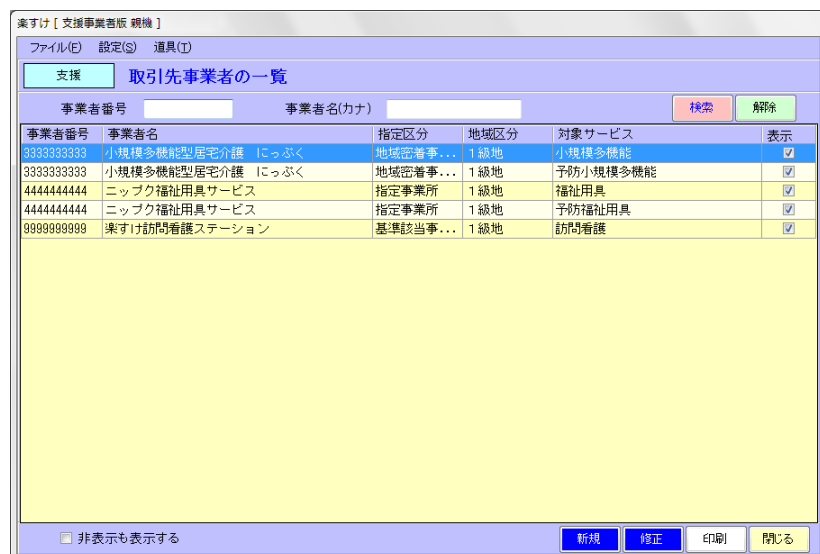 楽すけ [ 支援事業者版 親機 ]
ファイル(F) 設定(S) 道具(T)
支援 取引先事業者の一覧
事業者番号 事業者名(カナ) 検索 解除
事業者番号 事業者名 指定区分 地域区分 対象サービス 表示
3333333333 小規模多機能型居宅介護 にっぷく 地域密着事... 1級地 小規模多機能
3333333333 小規模多機能型居宅介護 にっぷく 地域密着事... 1級地 予防小規模多機能
4444444444 ニップク福祉用具サービス 指定事業所 1級地 福祉用具
4444444444 ニップク福祉用具サービス 指定事業所 1級地 予防福祉用具
9999999999 楽すけ訪問看護ステーション 基準該当事... 1級地 訪問看護
非表示も表示する 新規 修正 印刷 閉じる